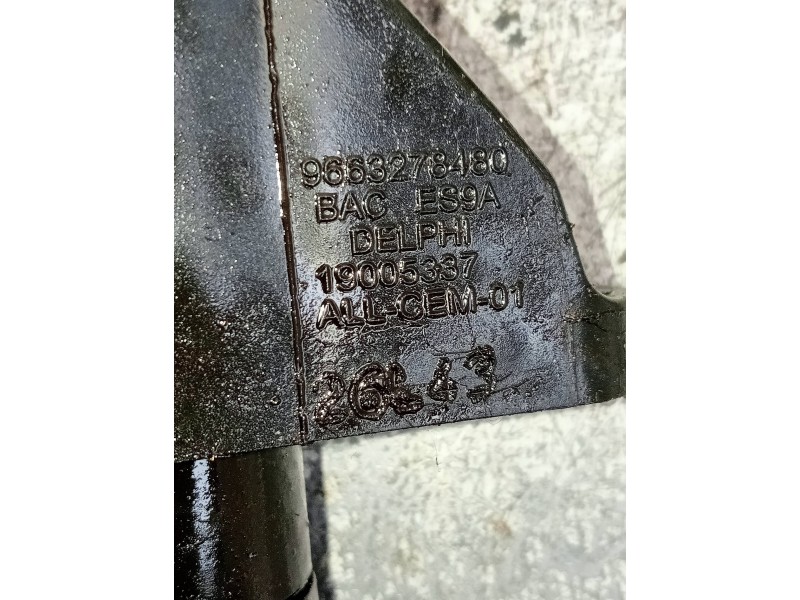 9663278480
BAC ES9A
DELPHI
19005337
ALL-CEM-01